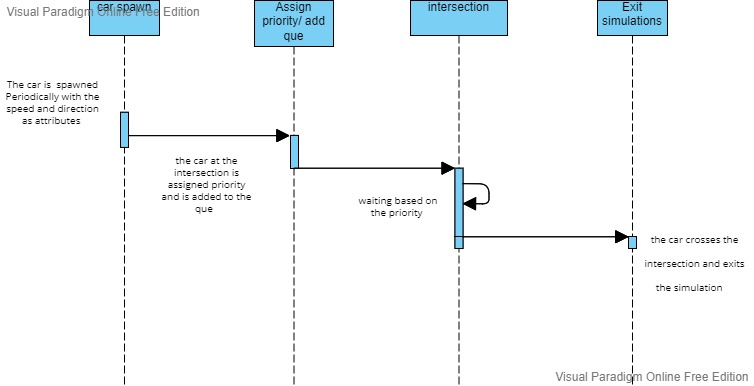 Visual Paradigm Online Free Edition
car spawn
Assign
priority/ add
que
intersection
Exit
simulations
The car is spawned
Periodically with the
speed and direction
as attributes
the car at the
intersection is
assigned priority
and is added to the
que
waiting based on
the priority
the car crosses the
intersection and exits
the simulation
Visual Paradigm Online Free Edition